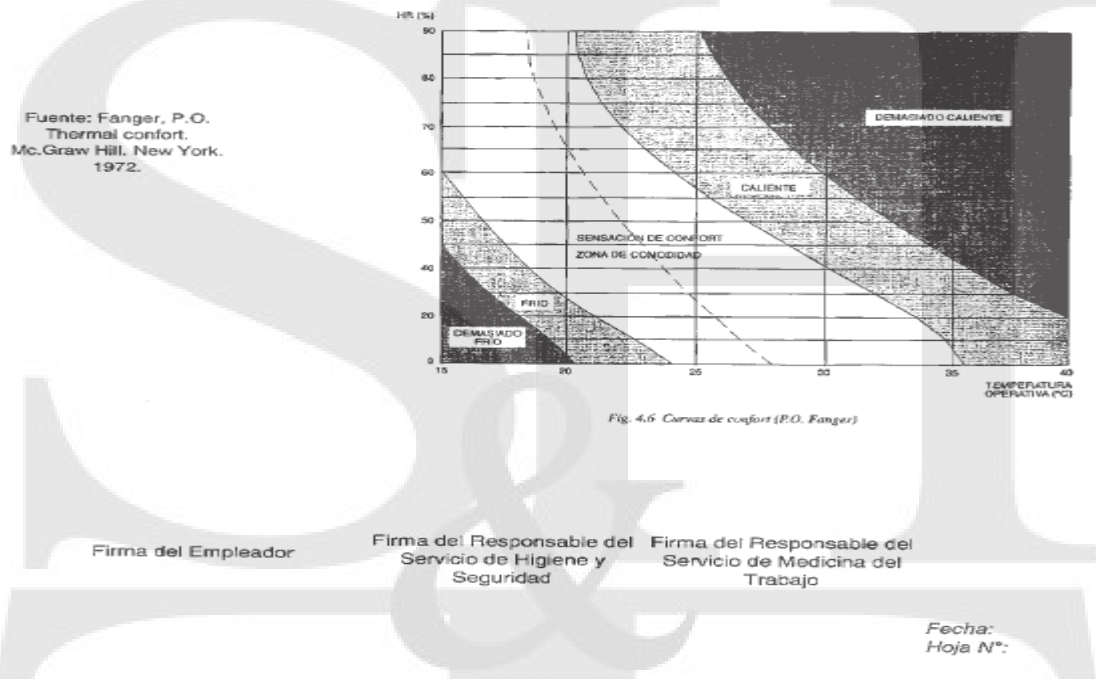 HR (%)
90
80
70
60
50
40
20
0
15
20
25
30
35
40
TEMPERATURA
OPERATIVA (°C)
DEMASIADO CALIENTE
CALIENTE
SENSACIÓN DE CONFORT
ZONA DE COMODIDAD
FRIO
DEMASIADO
FRIO
Fuente: Fanger, P.O.
Thermal confort.
Mc.Graw Hill. New York.
1972.
Fig. 4.6 Curvas de confort (P.O. Fanger)
Firma del Empleador
Firma del Responsable del
Servicio de Higiene y
Seguridad
Firma del Responsable del
Servicio de Medicina del
Trabajo
Fecha:
Hoja N°:
S&H